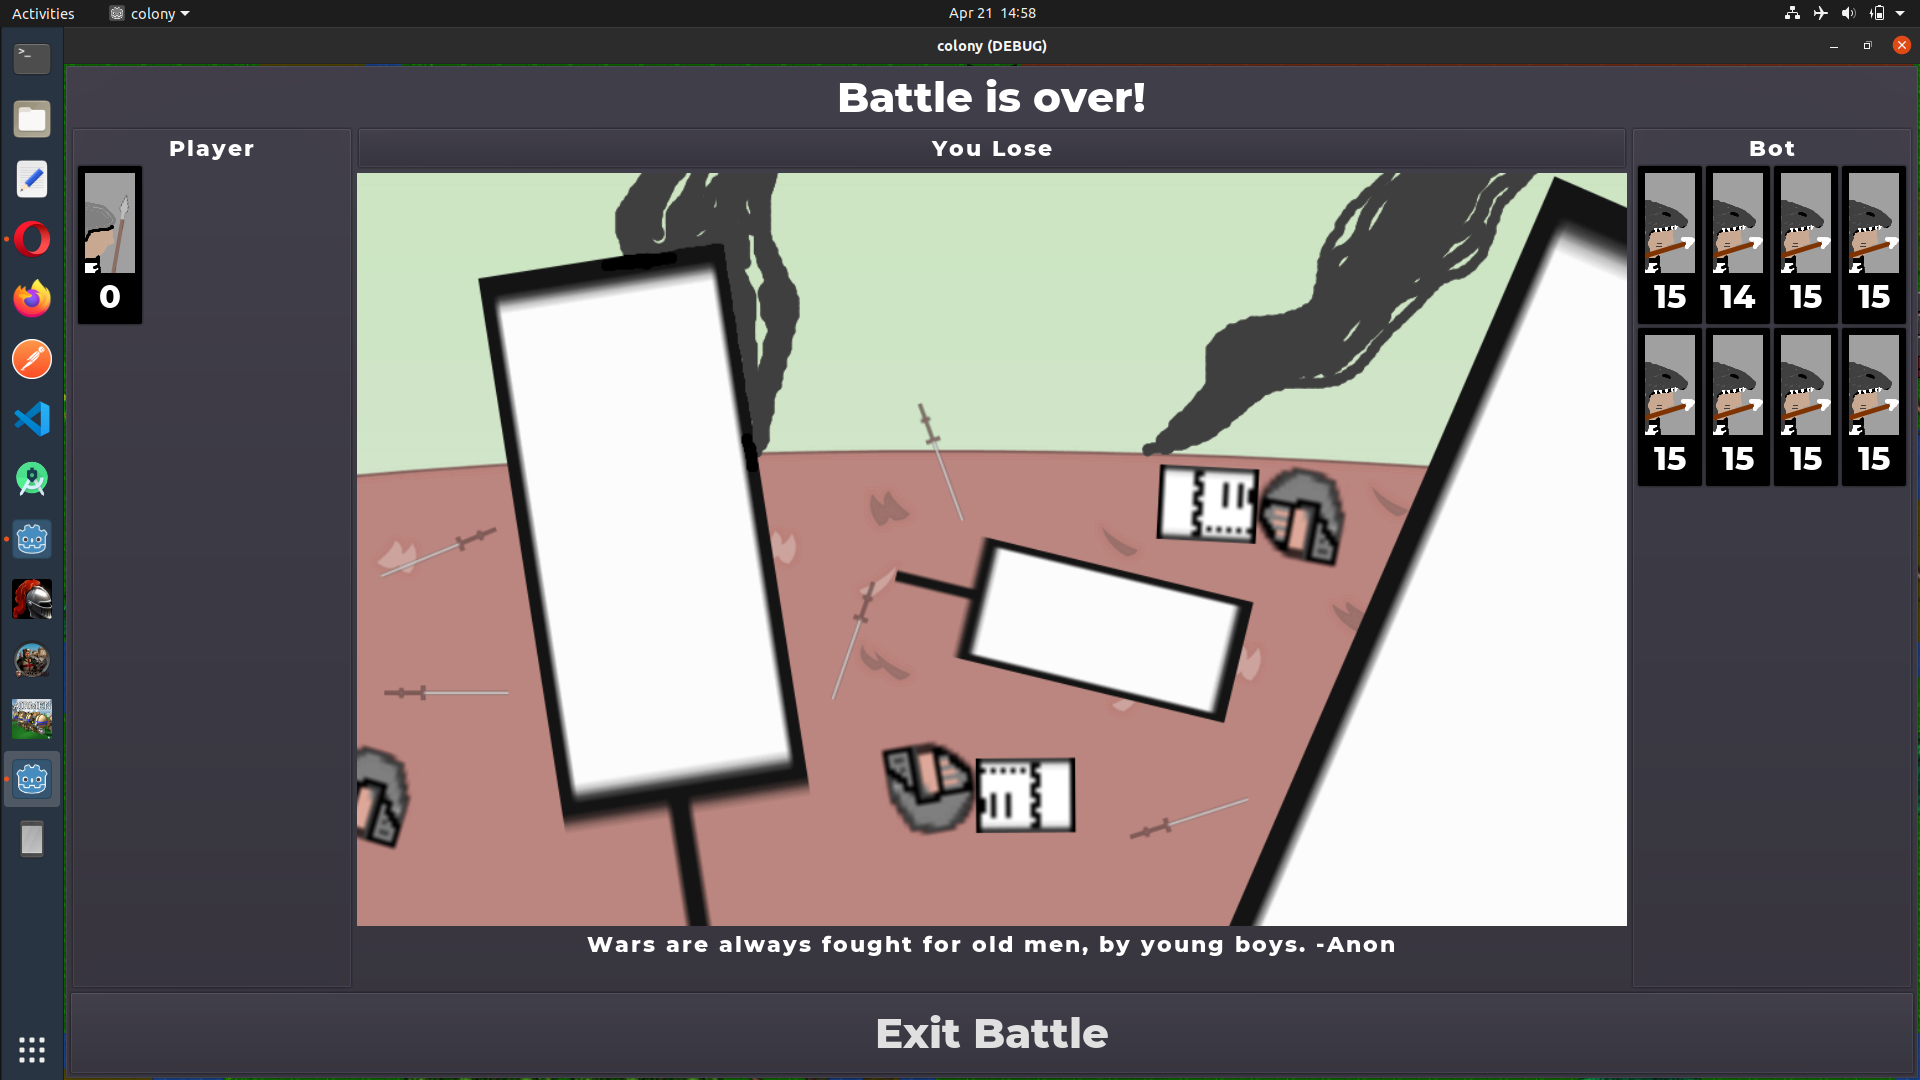 Activities
colony
Apr 21 14:58
colony (DEBUG)
Battle is over!
Player
You Lose
Bot
0
15 14 15 15
15 15 15 15
Wars are always fought for old men, by young boys. -Anon
Exit Battle